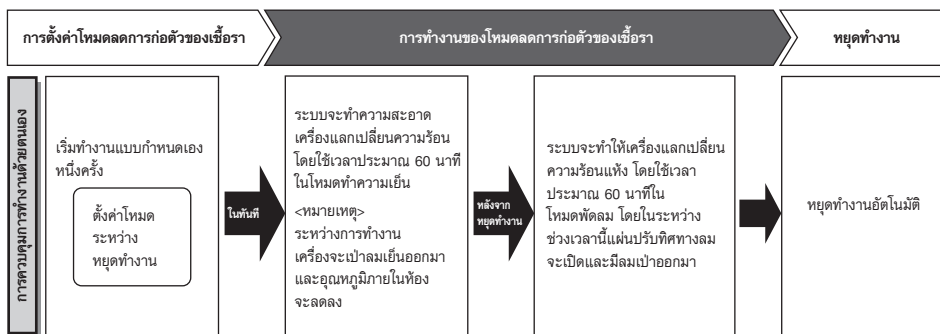 การตั้งค่าโหมดลดการก่อตัวของเชื้อรา
การทำงานของโหมดลดการก่อตัวของเชื้อรา
หยุดทำงาน
การควบคุมการทำงานด้วยตนเอง
เริ่มทำงานแบบกำหนดเอง
หนึ่งครั้ง
ตั้งค่าโหมด
ระหว่าง
หยุดทำงาน
ในทันที
ระบบจะทำความสะอาด
เครื่องแลกเปลี่ยนความร้อน
โดยใช้เวลาประมาณ 60 นาที
ในโหมดทำความเย็น
<หมายเหตุ>
ระหว่างการทำงาน
เครื่องจะเป่าลมเย็นออกมา
และอุณหภูมิภายในห้อง
จะลดลง
หลังจาก
หยุดทำงาน
ระบบจะทำให้เครื่องแลกเปลี่ยน
ความร้อนแห้ง โดยใช้เวลา
ประมาณ 60 นาทีใน
โหมดพัดลม โดยในระหว่าง
ช่วงเวลานี้แผ่นปรับทิศทางลม
จะเปิดและมีลมเป่าออกมา
หยุดทำงานอัตโนมัติ